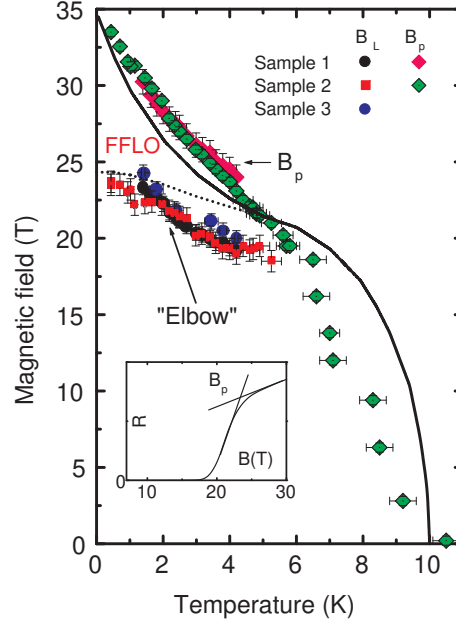 35
30
25
20
15
10
5
0
Magnetic field (T)
B_L B_p
Sample 1
Sample 2
Sample 3
FFLO
B_p
"Elbow"
B_p
R
B(T)
0
10 20 30
0 2 4 6 8 10
Temperature (K)